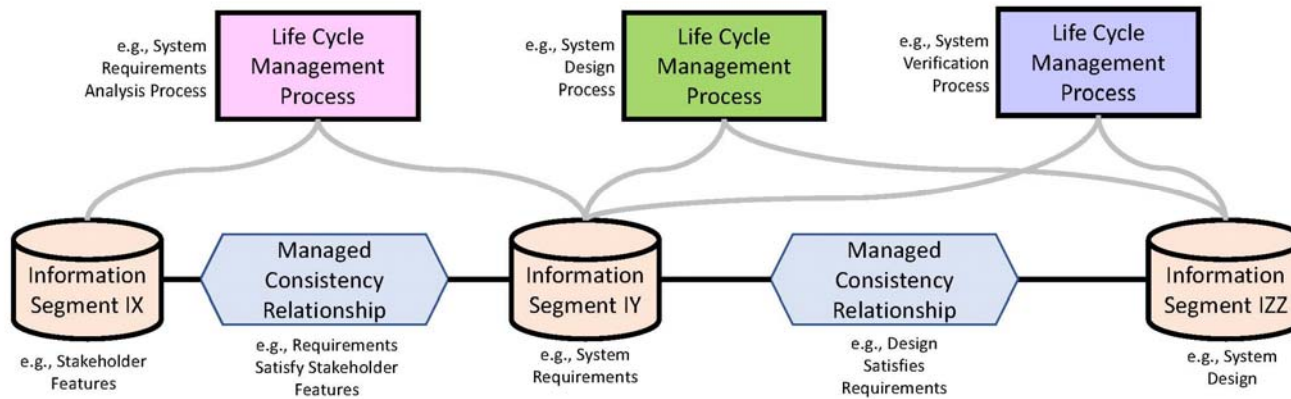 e.g., System
Requirements
Analysis Process
Life Cycle
Management
Process
e.g., System
Design
Process
Life Cycle
Management
Process
e.g., System
Verification
Process
Life Cycle
Management
Process
Information
Segment IX
Managed
Consistency
Relationship
Information
Segment IY
Managed
Consistency
Relationship
Information
Segment IZZ
e.g., Stakeholder
Features
e.g., Requirements
Satisfy Stakeholder
Features
e.g., System
Requirements
e.g., Design
Satisfies
Requirements
e.g., System
Design